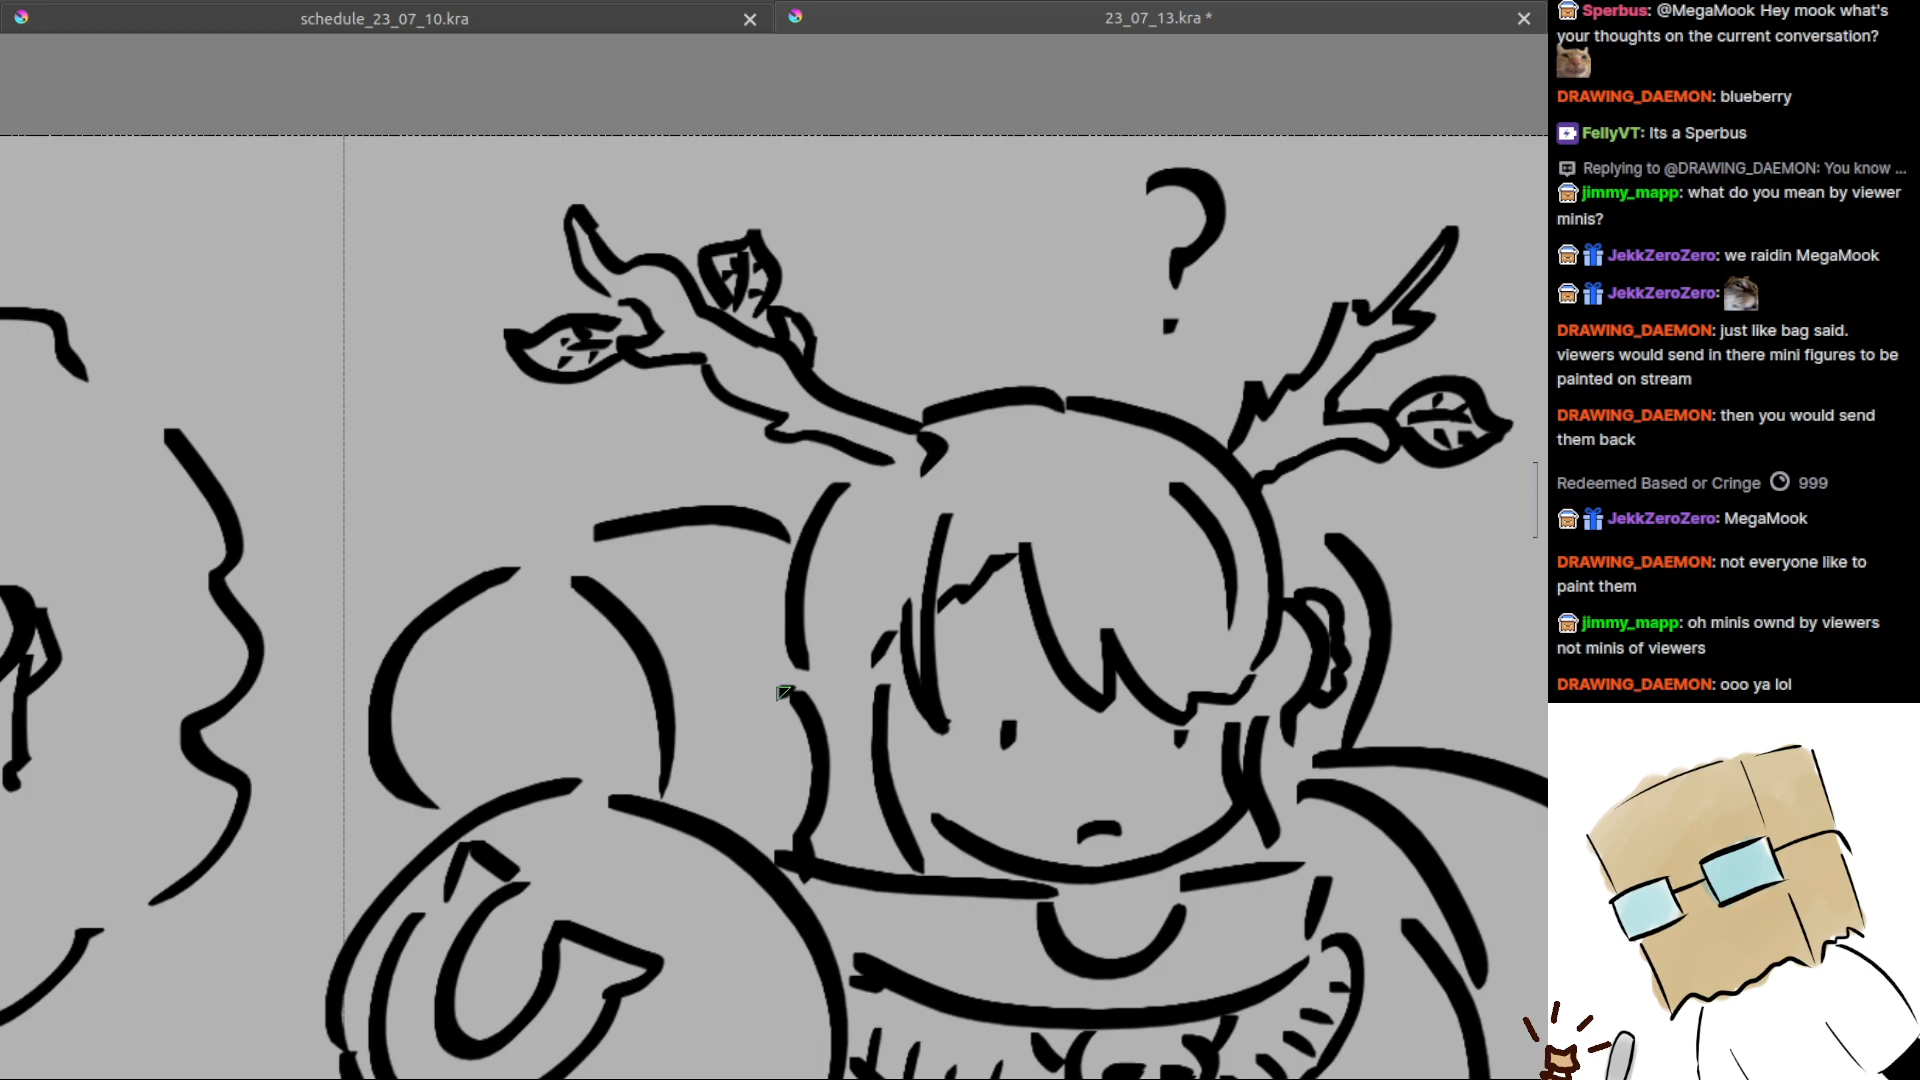 schedule_23_07_10.kra
23_07_13.kra *
?
Sperbus: @MegaMook Hey mook what's
your thoughts on the current conversation?
DRAWING_DAEMON: blueberry
FellyVT: Its a Sperbus
Replying to @DRAWING_DAEMON: You know ...
jimmy_mapp: what do you mean by viewer
minis?
JekkZeroZero: we raidin MegaMook
JekkZeroZero:
DRAWING_DAEMON: just like bag said.
viewers would send in there mini figures to be
painted on stream
DRAWING_DAEMON: then you would send
them back
Redeemed Based or Cringe 999
JekkZeroZero: MegaMook
DRAWING_DAEMON: not everyone like to
paint them
jimmy_mapp: oh minis ownd by viewers
not minis of viewers
DRAWING_DAEMON: ooo ya lol